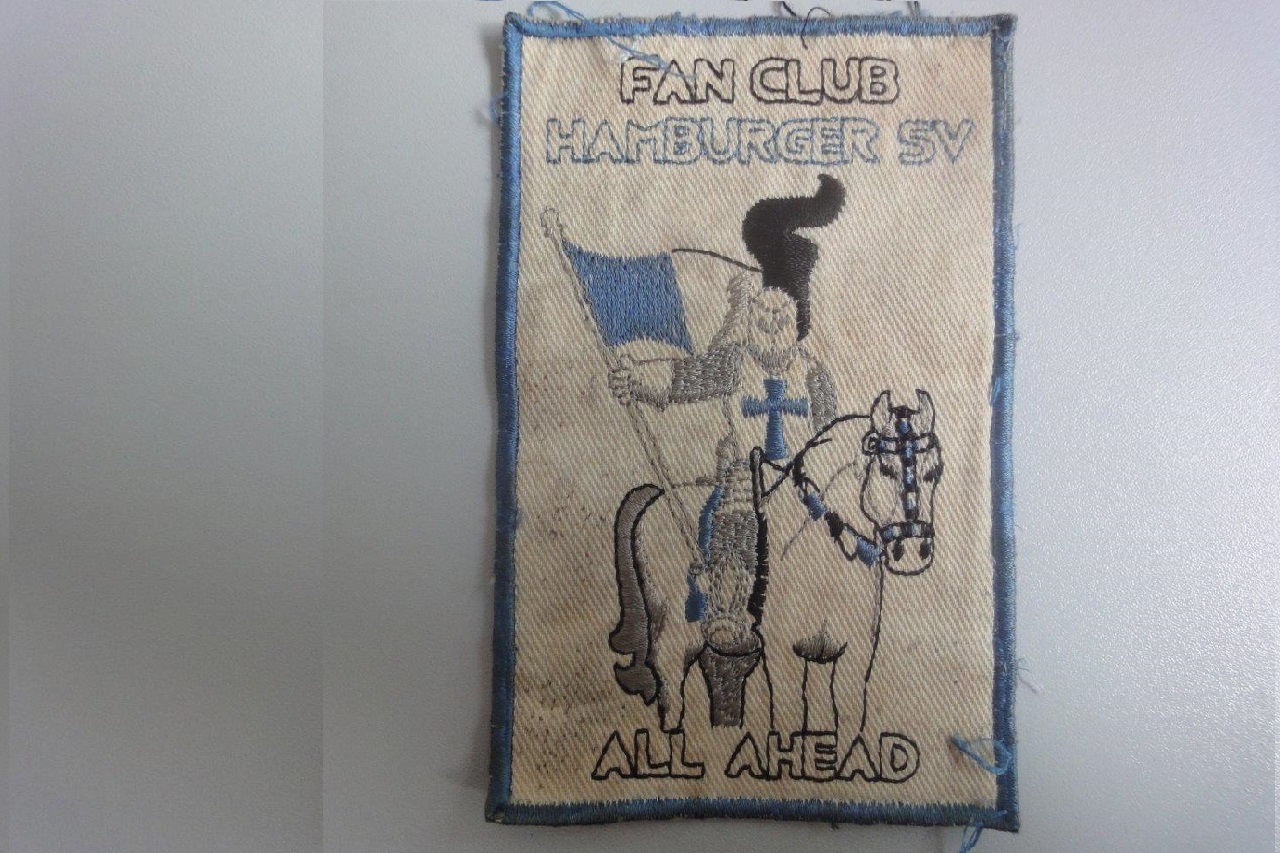 FAN CLUB
HAMBURGER SV
ALL AHEAD